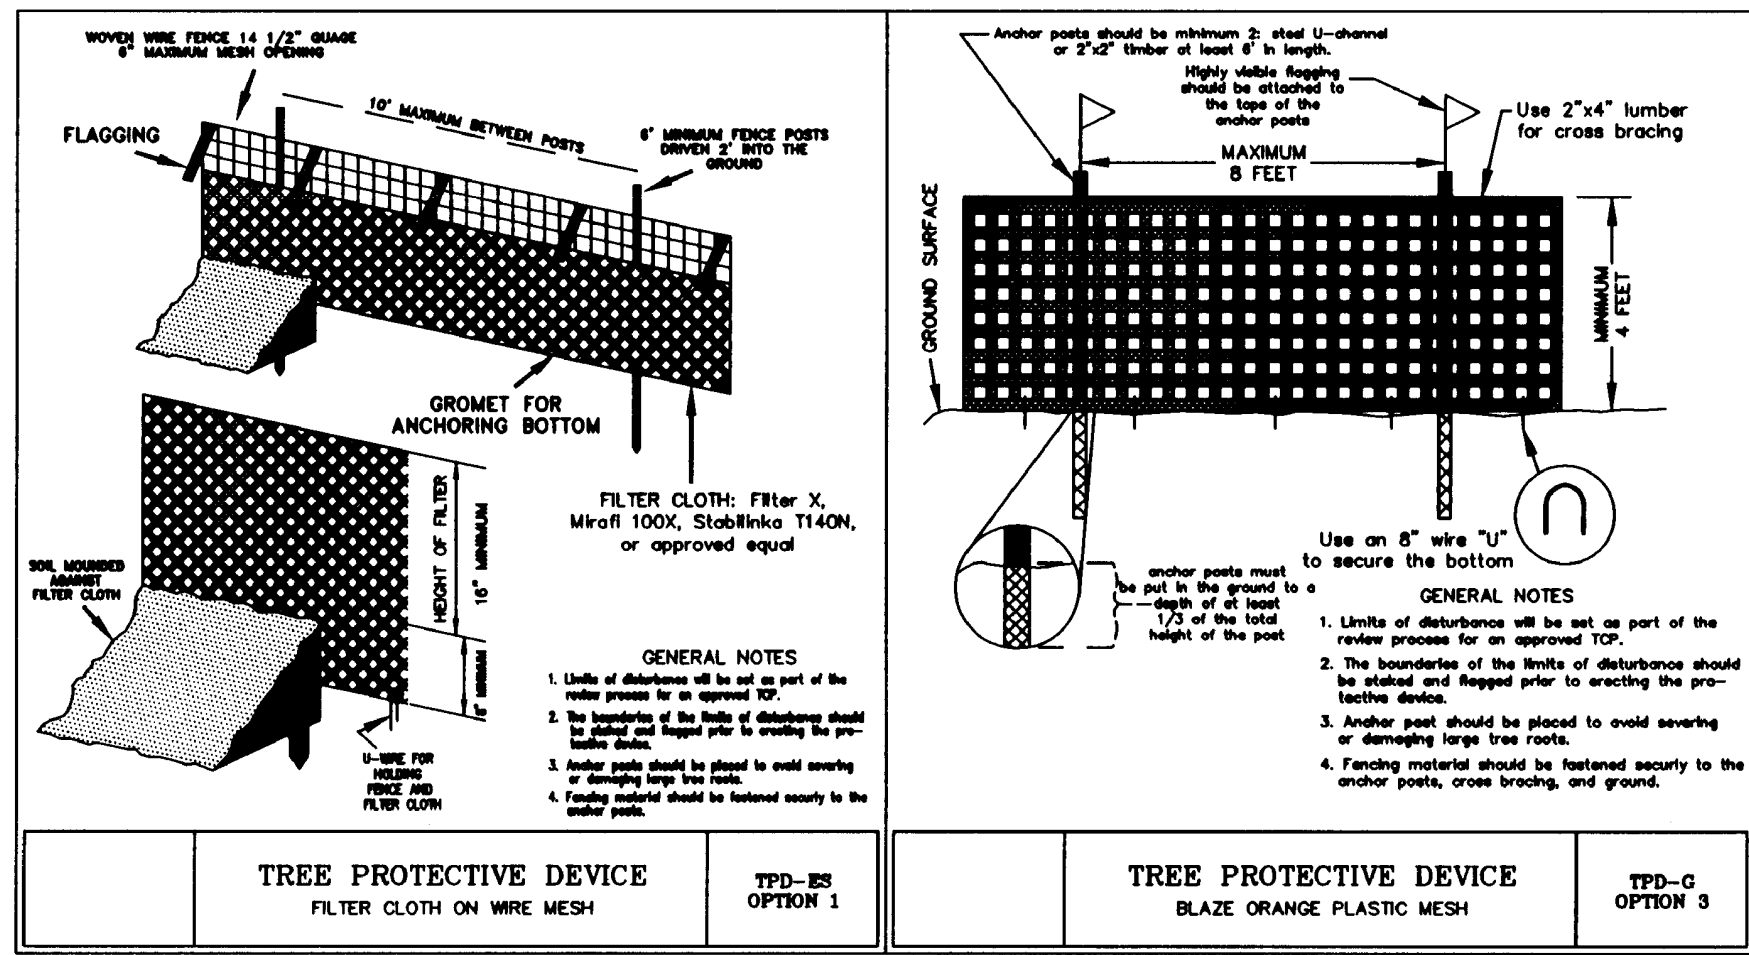 WOVEN WIRE FENCE 14 1/2" GUAGE
6" MAXIMUM MESH OPENING
FLAGGING
10' MAXIMUM BETWEEN POSTS
6' MINIMUM FENCE POSTS
DRIVEN 2' INTO THE
GROUND
GROMET FOR
ANCHORING BOTTOM
FILTER CLOTH: Filter X,
Mirafi 100X, Stabilinka T140N,
or approved equal
HEIGHT OF FILTER
16" MINIMUM
8" MINIMUM
SOIL MOUNDED
AGAINST
FILTER CLOTH
U-WIRE FOR
HOLDING
FENCE AND
FILTER CLOTH
GENERAL NOTES
1. Limits of disturbance will be set as part of the
review process for an approved TCP.
2. The boundaries of the limits of disturbance should
be staked and flagged prior to erecting the pro-
tective device.
3. Anchor posts should be placed to avoid severing
or damaging large tree roots.
4. Fencing material should be fastened securly to the
anchor posts.
TREE PROTECTIVE DEVICE
FILTER CLOTH ON WIRE MESH
TPD-ES
OPTION 1
Anchor posts should be minimum 2: steel U-channel
or 2"x2" timber at least 6' in length.
Highly visible flagging
should be attached to
the tops of the
anchor posts
Use 2"x4" lumber
for cross bracing
MAXIMUM
8 FEET
GROUND SURFACE
MINIMUM
4 FEET
Use an 8" wire "U"
to secure the bottom
anchor posts must
be put in the ground to a
depth of at least
1/3 of the total
height of the post
GENERAL NOTES
1. Limits of disturbance will be set as part of the
review process for an approved TCP.
2. The bounderies of the limits of disturbance should
be staked and flagged prior to erecting the pro-
tective device.
3. Anchor post should be placed to avoid severing
or damaging large tree roots.
4. Fencing material should be fastened securly to the
anchor posts, cross bracing, and ground.
TREE PROTECTIVE DEVICE
BLAZE ORANGE PLASTIC MESH
TPD-G
OPTION 3